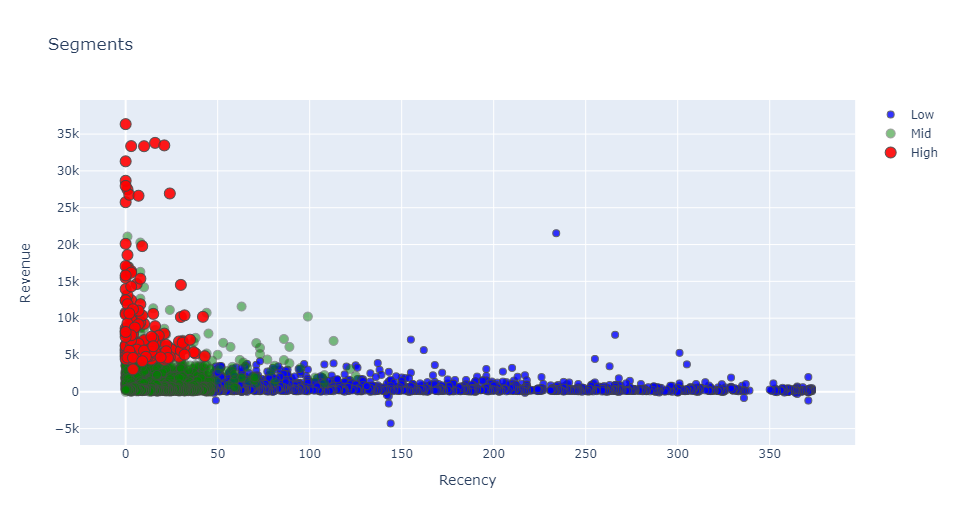 Segments
Low
Mid
High
Revenue
35k
30k
25k
20k
15k
10k
5k
0
−5k
0 50 100 150 200 250 300 350
Recency